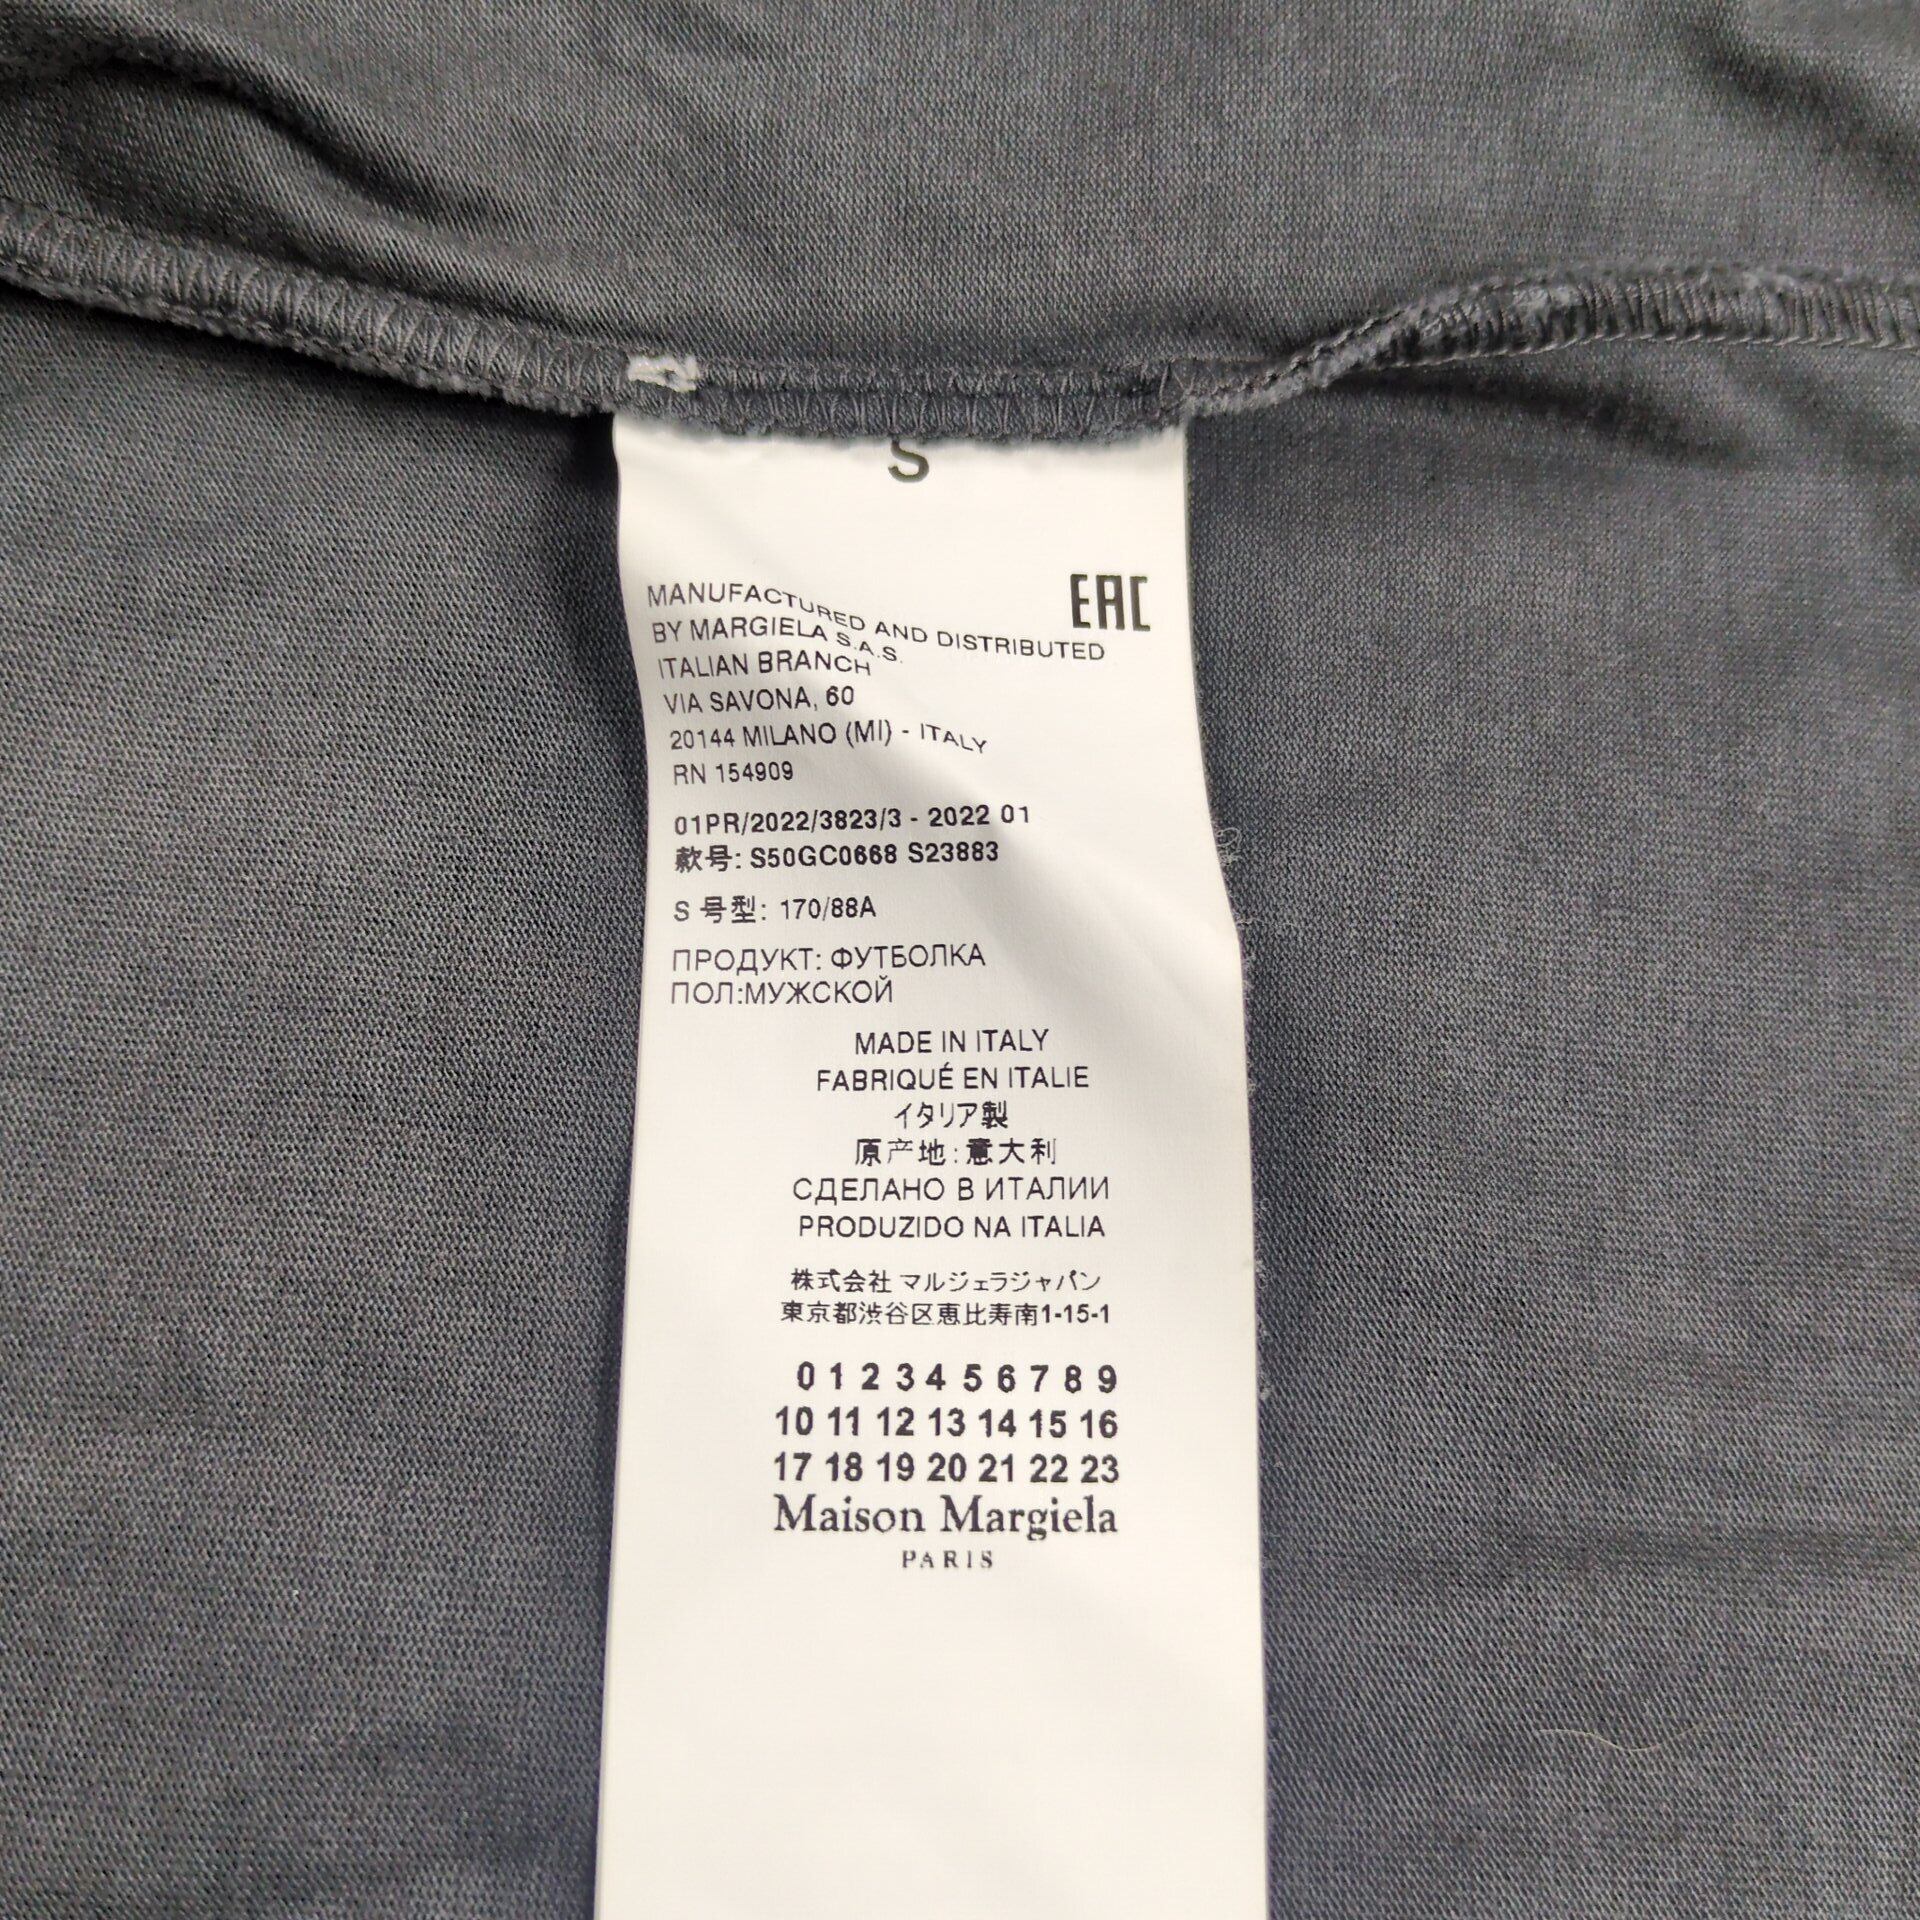 S
EAC
MANUFACTURED AND DISTRIBUTED
BY MARGIELA S.A.S.
ITALIAN BRANCH
VIA SAVONA, 60
20144 MILANO (MI) - ITALY
RN 154909
01PR/2022/3823/3 - 2022 01
款号: S50GC0668 S23883
S 号型: 170/88A
ПРОДУКТ: ФУТБОЛКА
ПОЛ:МУЖСКОЙ
MADE IN ITALY
FABRIQUÉ EN ITALIE
イタリア製
原产地:意大利
СДЕЛАНО В ИТАЛИИ
PRODUZIDO NA ITALIA
株式会社 マルジェラジャパン
東京都渋谷区恵比寿南1-15-1
0 1 2 3 4 5 6 7 8 9
10 11 12 13 14 15 16
17 18 19 20 21 22 23
Maison Margiela
PARIS